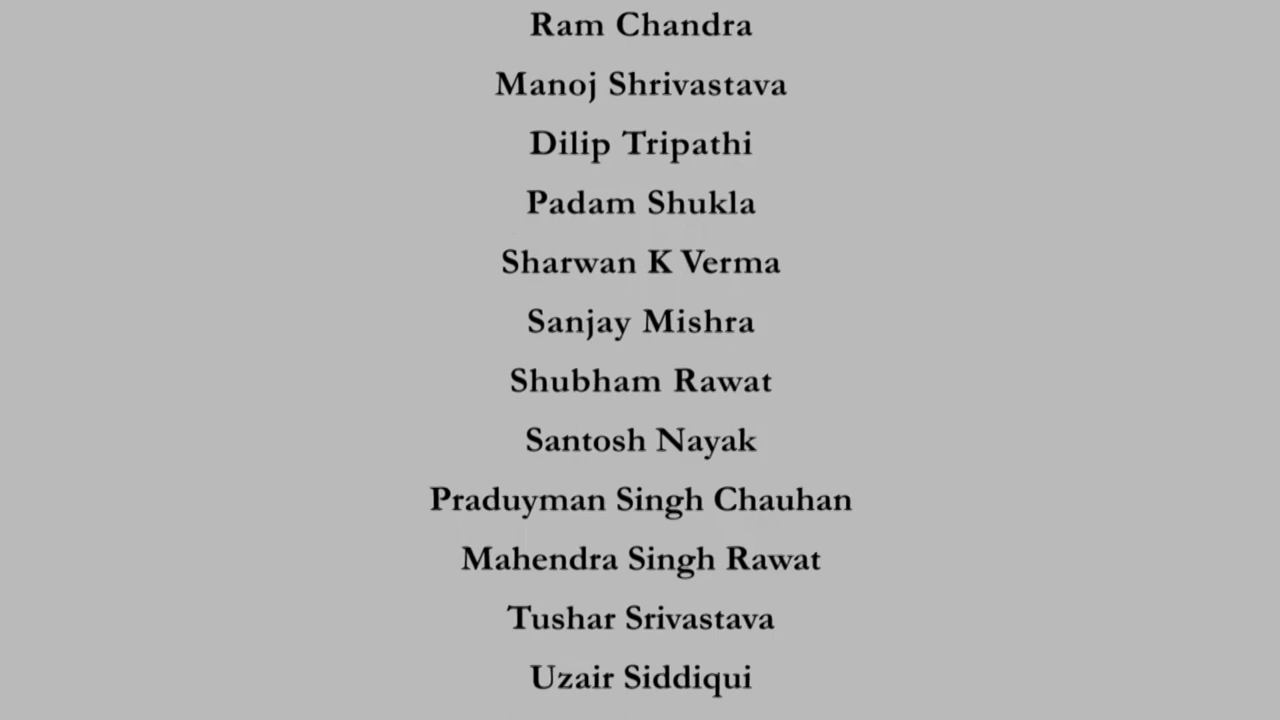 Ram Chandra
Manoj Shrivastava
Dilip Tripathi
Padam Shukla
Sharwan K Verma
Sanjay Mishra
Shubham Rawat
Santosh Nayak
Praduyman Singh Chauhan
Mahendra Singh Rawat
Tushar Srivastava
Uzair Siddiqui